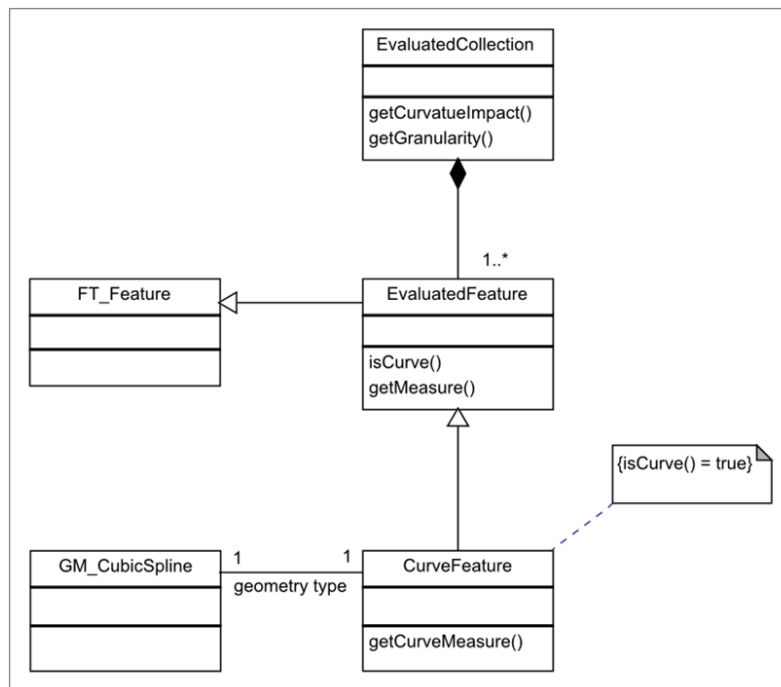 EvaluatedCollection
getCurvatueImpact()
getGranularity()
1..*
FT_Feature
EvaluatedFeature
isCurve()
getMeasure()
{isCurve() = true}
GM_CubicSpline
1
1
geometry type
CurveFeature
getCurveMeasure()